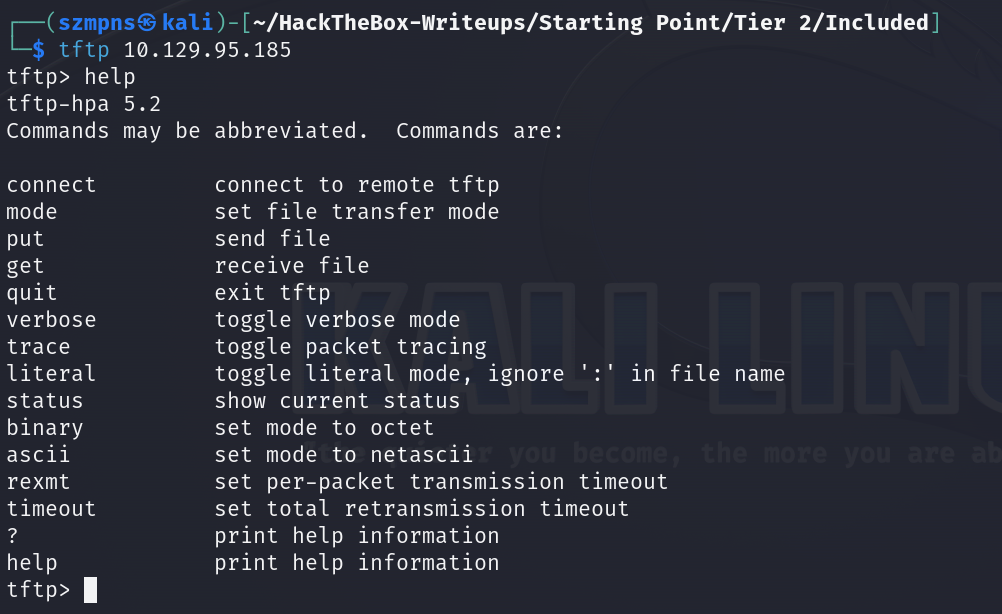 ┌──(szmpns㉿kali)-[~/HackTheBox-Writeups/Starting Point/Tier 2/Included]
└─$ tftp 10.129.95.185
tftp> help
tftp-hpa 5.2
Commands may be abbreviated.  Commands are:

connect         connect to remote tftp
mode            set file transfer mode
put             send file
get             receive file
quit            exit tftp
verbose         toggle verbose mode
trace           toggle packet tracing
literal         toggle literal mode, ignore ':' in file name
status          show current status
binary          set mode to octet
ascii           set mode to netascii
rexmt           set per-packet transmission timeout
timeout         set total retransmission timeout
?               print help information
help            print help information
tftp>
KALI LINU
the quieter you become, the more you are ab